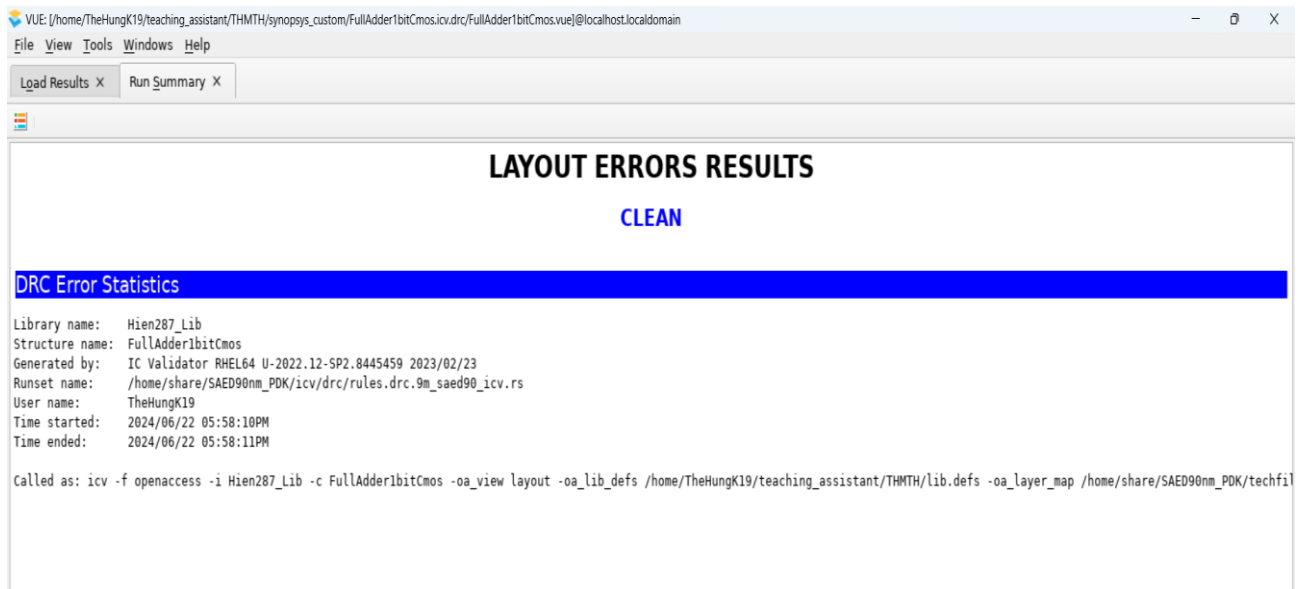 VUE: [/home/TheHungK19/teaching_assistant/THMTH/synopsys_custom/FullAdder1bitCmos.icv.drc/FullAdder1bitCmos.vue]@localhost.localdomain
File View Tools Windows Help
Load Results X Run Summary X
LAYOUT ERRORS RESULTS
CLEAN
DRC Error Statistics
Library name: Hien287_Lib
Structure name: FullAdder1bitCmos
Generated by: IC Validator RHEL64 U-2022.12-SP2.8445459 2023/02/23
Runset name: /home/share/SAED90nm_PDK/icv/drc/rules.drc.9m_saed90_icv.rs
User name: TheHungK19
Time started: 2024/06/22 05:58:10PM
Time ended: 2024/06/22 05:58:11PM
Called as: icv -f openaccess -i Hien287_Lib -c FullAdder1bitCmos -oa_view layout -oa_lib_defs /home/TheHungK19/teaching_assistant/THMTH/lib.defs -oa_layer_map /home/share/SAED90nm_PDK/techfil